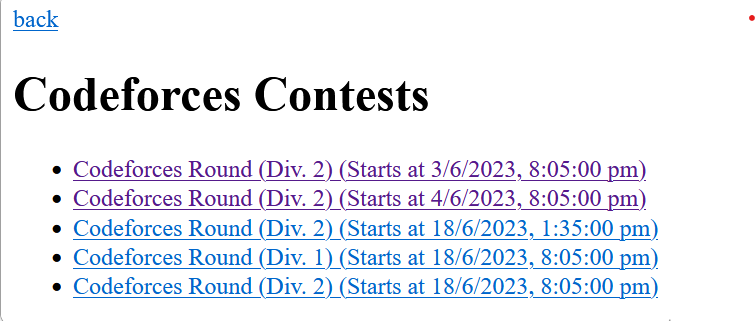 back
Codeforces Contests
Codeforces Round (Div. 2) (Starts at 3/6/2023, 8:05:00 pm)
Codeforces Round (Div. 2) (Starts at 4/6/2023, 8:05:00 pm)
Codeforces Round (Div. 2) (Starts at 18/6/2023, 1:35:00 pm)
Codeforces Round (Div. 1) (Starts at 18/6/2023, 8:05:00 pm)
Codeforces Round (Div. 2) (Starts at 18/6/2023, 8:05:00 pm)